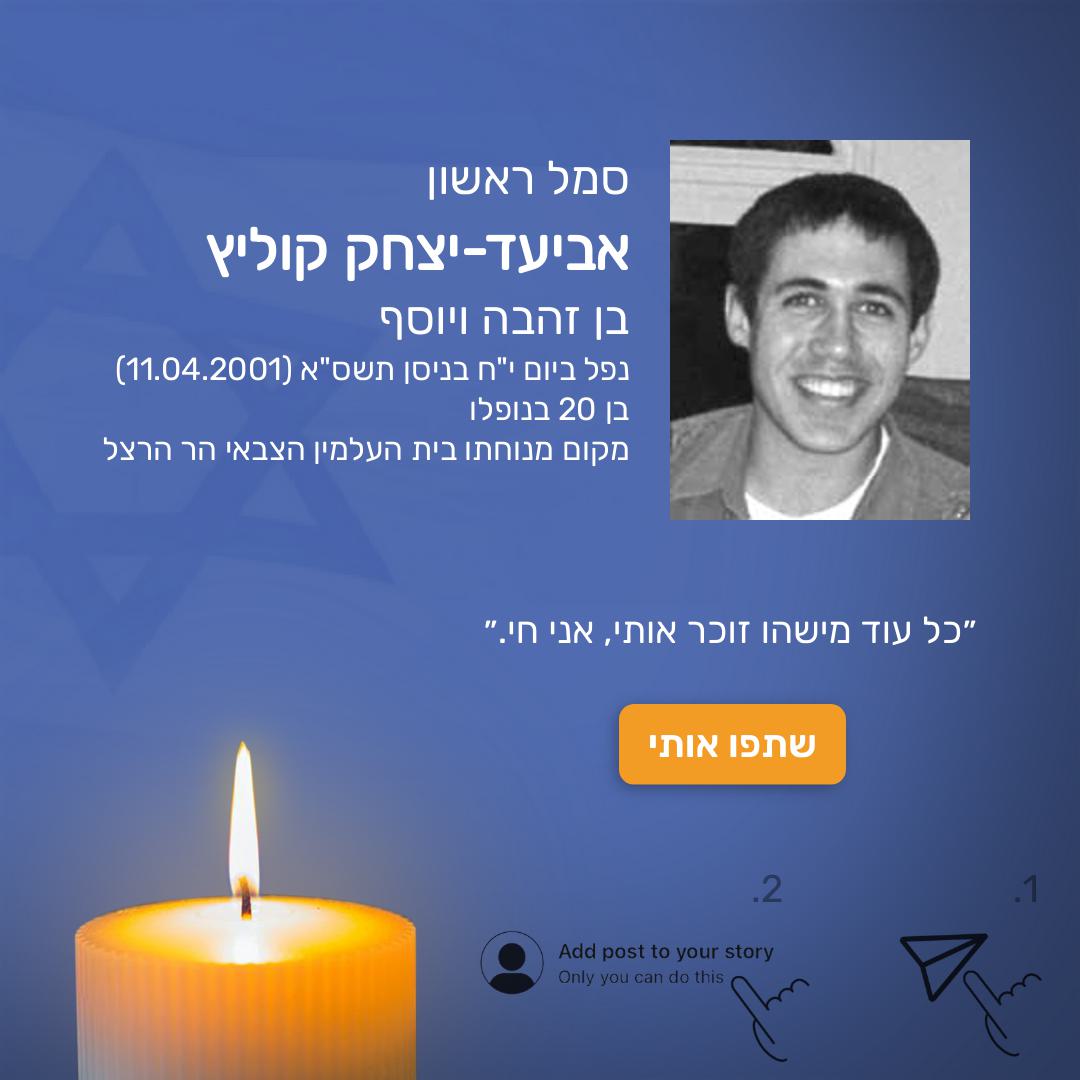 סמל ראשון
אביעד-יצחק קוליץ
בן זהבה ויוסף
נפל ביום י"ח בניסן תשס"א (11.04.2001)
בן 20 בנופלו
מקום מנוחתו בית העלמין הצבאי הר הרצל
״כל עוד מישהו זוכר אותי, אני חי.״
שתפו אותי
1.
2.
Add post to your story
Only you can do this